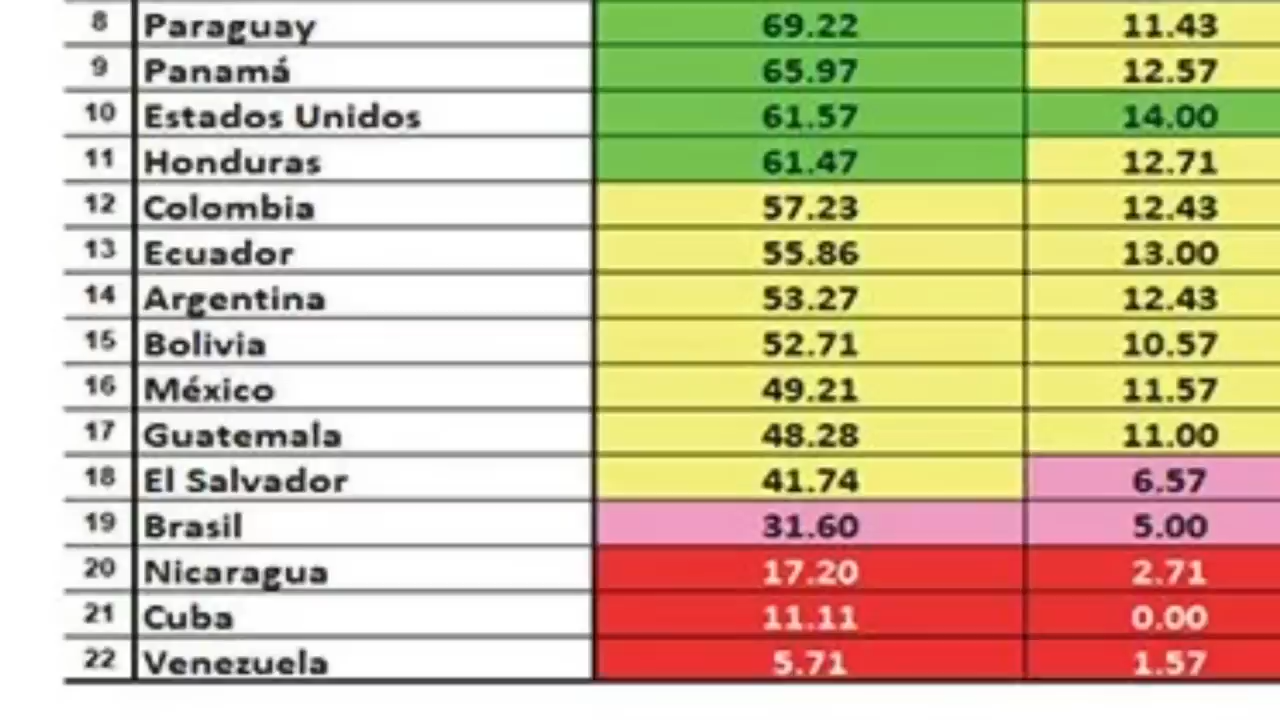 8 Paraguay 69.22 11.43
9 Panamá 65.97 12.57
10 Estados Unidos 61.57 14.00
11 Honduras 61.47 12.71
12 Colombia 57.23 12.43
13 Ecuador 55.86 13.00
14 Argentina 53.27 12.43
15 Bolivia 52.71 10.57
16 México 49.21 11.57
17 Guatemala 48.28 11.00
18 El Salvador 41.74 6.57
19 Brasil 31.60 5.00
20 Nicaragua 17.20 2.71
21 Cuba 11.11 0.00
22 Venezuela 5.71 1.57